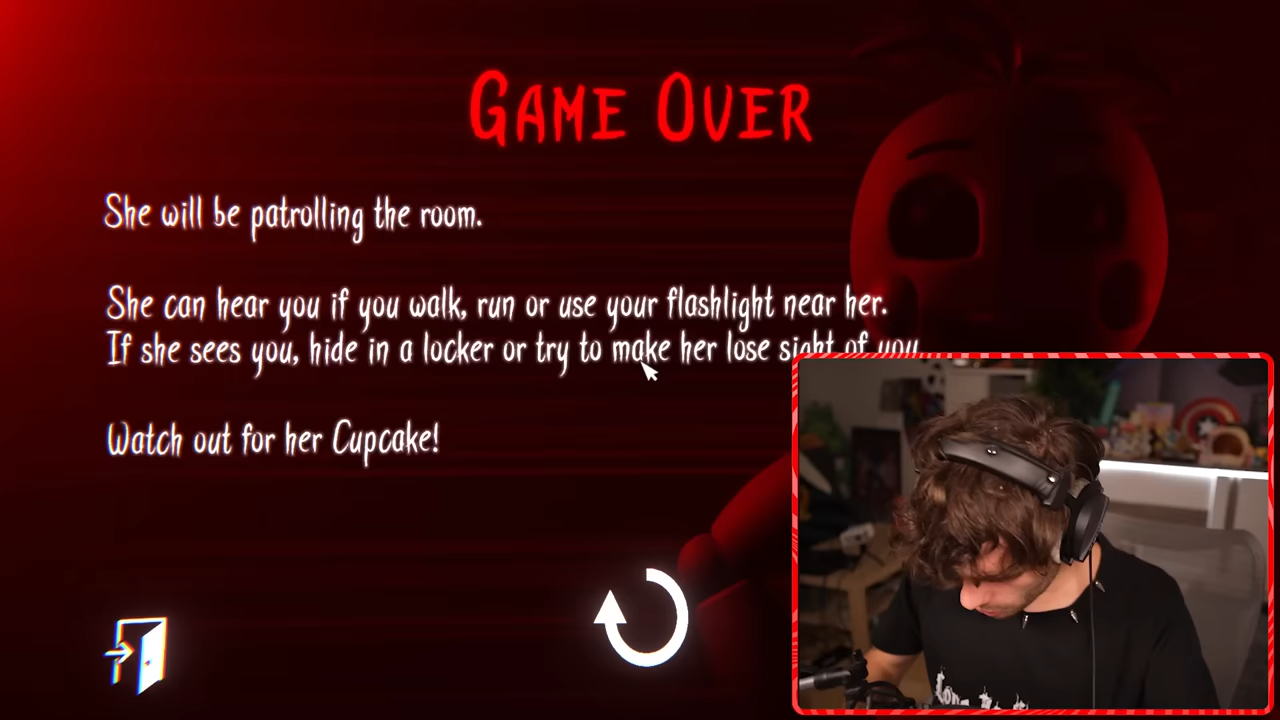 GAME OVER
She will be patrolling the room.
She can hear you if you walk, run or use your flashlight near her.
If she sees you, hide in a locker or try to make her lose sight of you
Watch out for her Cupcake!